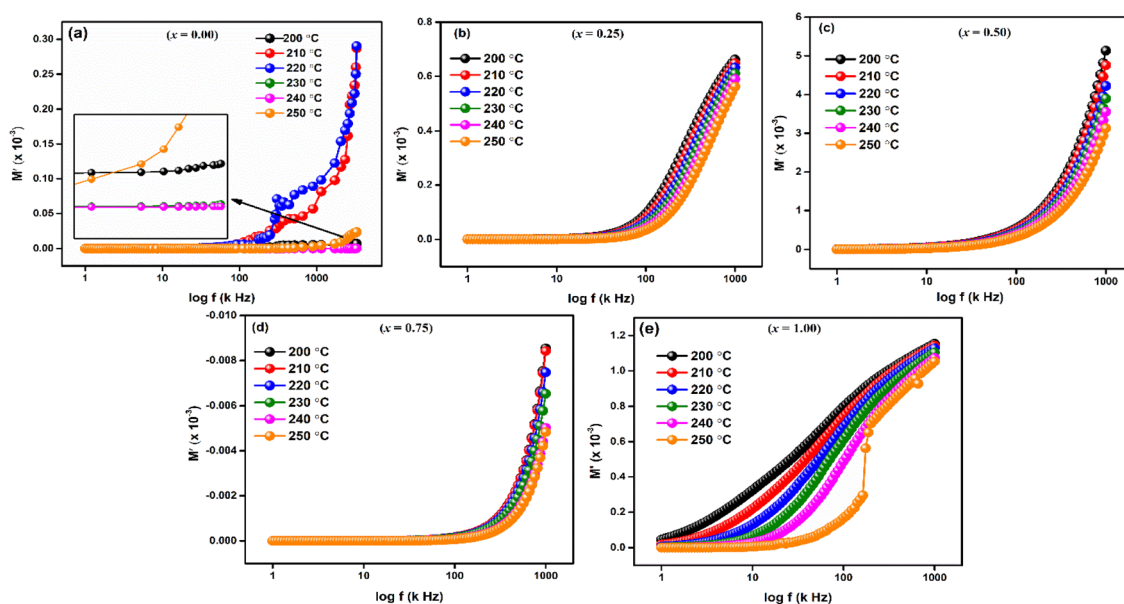 (a)
(x = 0.00)
200 °C
210 °C
220 °C
230 °C
240 °C
250 °C
0.30
0.25
0.20
0.15
0.10
0.05
0.00
M′ (x 10⁻³)
1
10
100
1000
log f (k Hz)
(b)
(x = 0.25)
200 °C
210 °C
220 °C
230 °C
240 °C
250 °C
0.8
0.6
0.4
0.2
0.0
M′ (x 10⁻³)
1
10
100
1000
log f (k Hz)
(c)
(x = 0.50)
200 °C
210 °C
220 °C
230 °C
240 °C
250 °C
6
5
4
3
2
1
0
M′ (x 10⁻³)
1
10
100
1000
log f (k Hz)
(d)
(x = 0.75)
200 °C
210 °C
220 °C
230 °C
240 °C
250 °C
-0.010
-0.008
-0.006
-0.004
-0.002
0.000
M′ (x 10⁻³)
1
10
100
1000
log f (k Hz)
(e)
(x = 1.00)
200 °C
210 °C
220 °C
230 °C
240 °C
250 °C
1.2
1.0
0.8
0.6
0.4
0.2
0.0
M' (x 10⁻³)
1
10
100
1000
log f (k Hz)